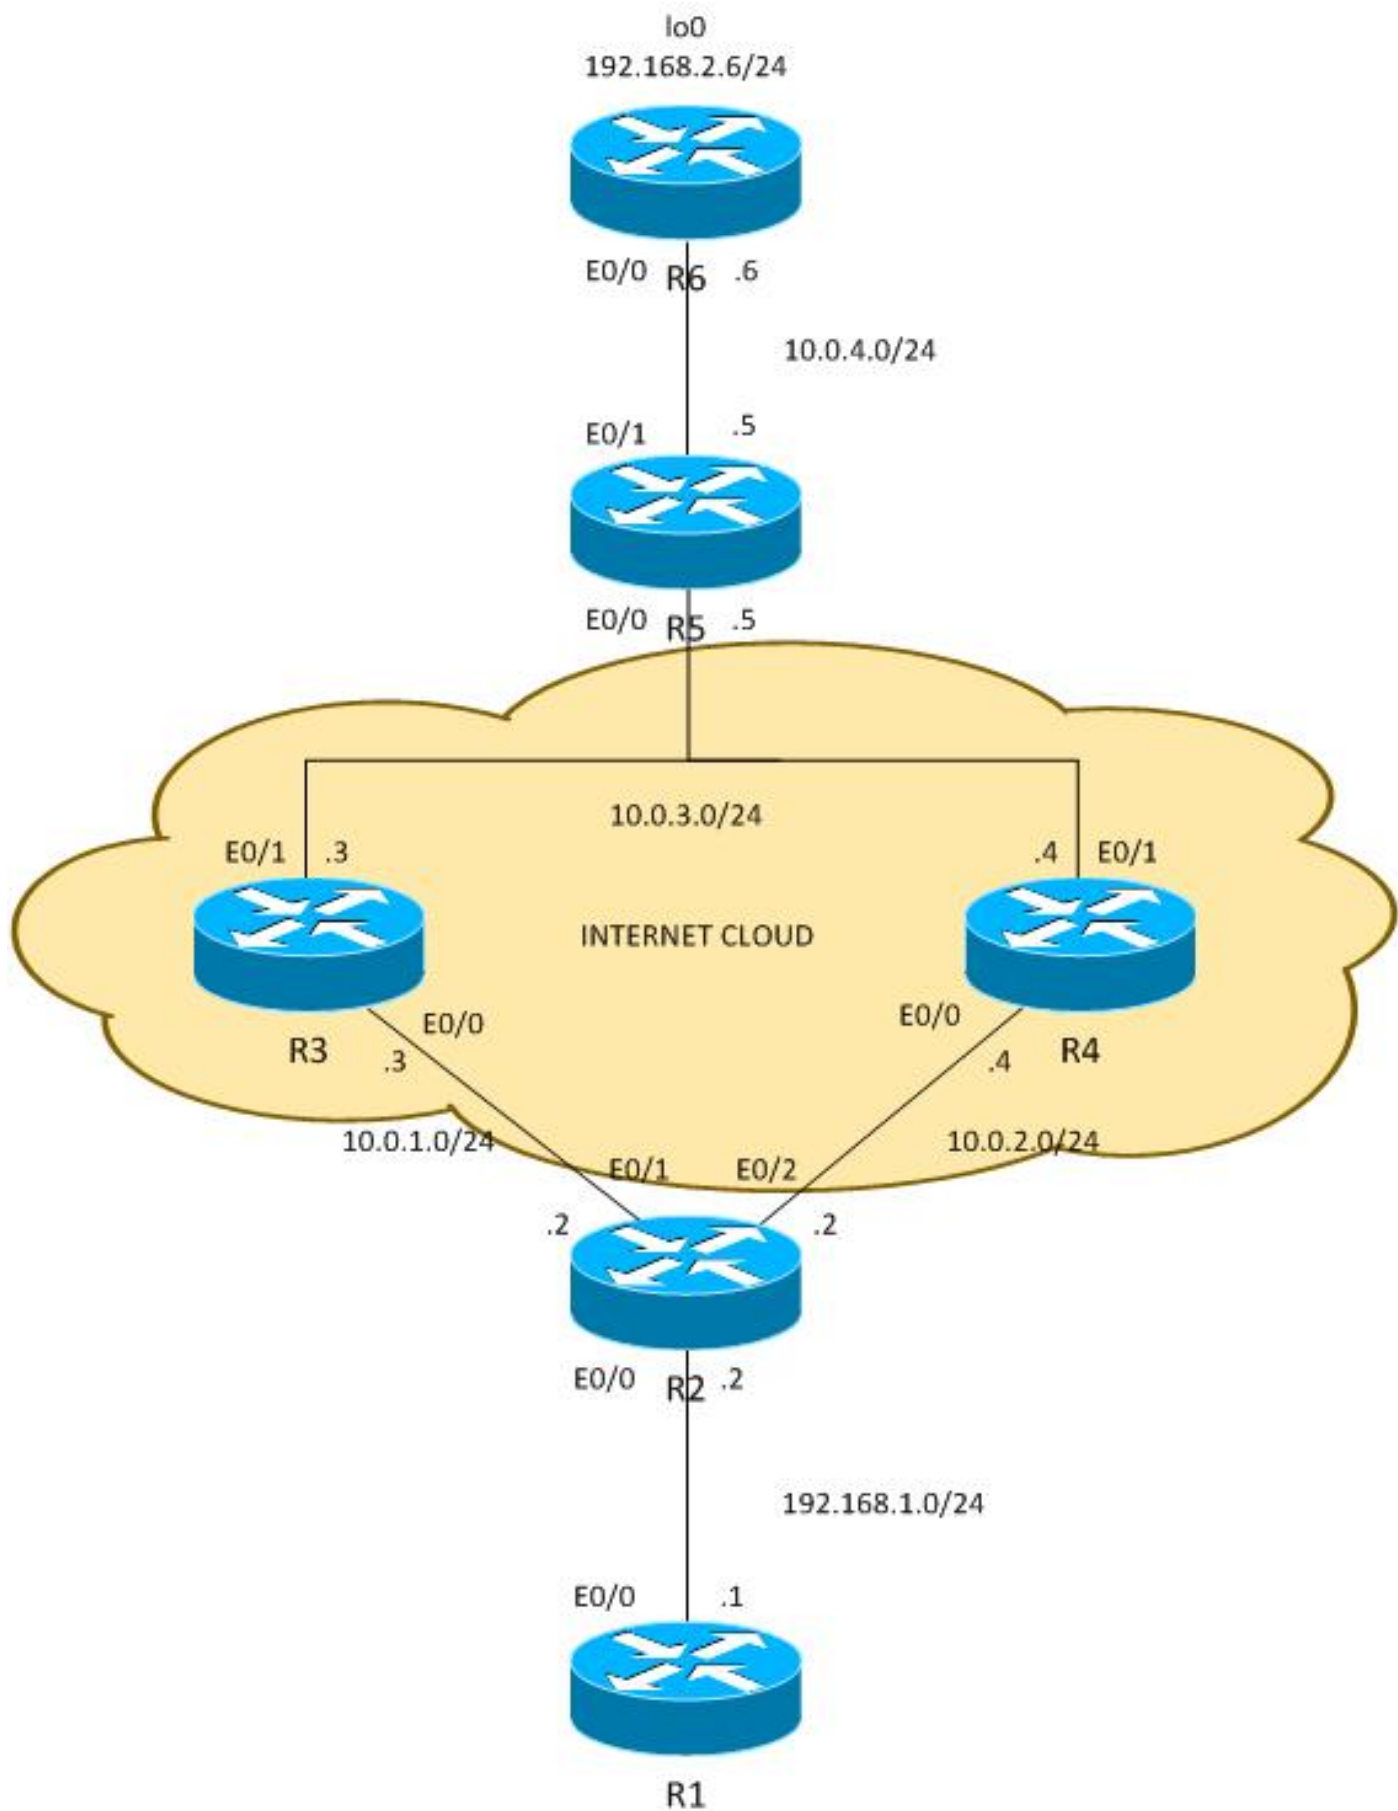 lo0
192.168.2.6/24
E0/0 R6 .6
10.0.4.0/24
E0/1 .5
E0/0 R5 .5
10.0.3.0/24
E0/1 .3
.4 E0/1
INTERNET CLOUD
E0/0
E0/0
R3
.3
.4
R4
10.0.1.0/24
10.0.2.0/24
E0/1
E0/2
.2
.2
E0/0 R2 .2
192.168.1.0/24
E0/0 .1
R1